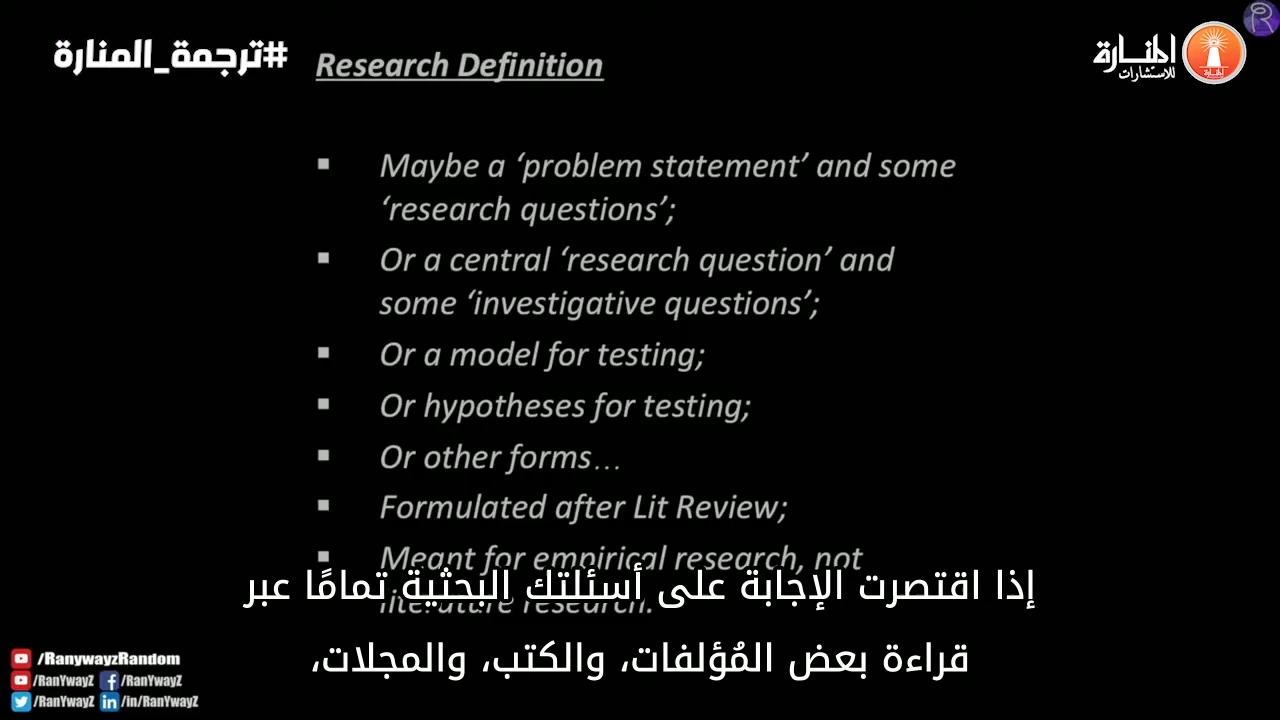 #ترجمة_المنارة
المنارة
للاستشارات
Research Definition
▪ Maybe a ‘problem statement’ and some
‘research questions’;
▪ Or a central ‘research question’ and
some ‘investigative questions’;
▪ Or a model for testing;
▪ Or hypotheses for testing;
▪ Or other forms…
▪ Formulated after Lit Review;
▪ Meant for empirical research, not
literature research.
إذا اقتصرت الإجابة على أسئلتك البحثية تمامًا عبر
قراءة بعض المُؤلفات، والكتب، والمجلات،
/RanywayzRandom
/RanYwayZ /RanYwayZ
/RanYwayZ /in/RanYwayZ